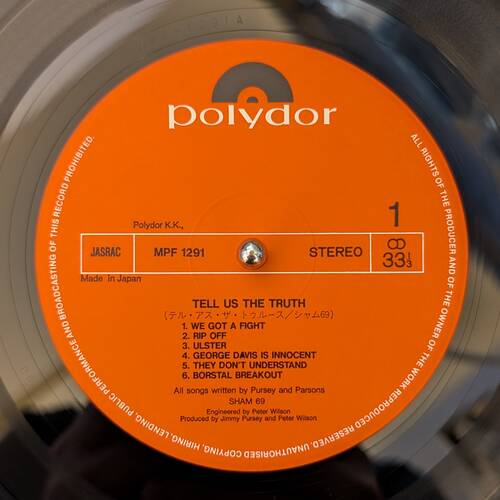 polydor
Polydor K.K.,
1
JASRAC MPF 1291 STEREO 33 1/3
Made in Japan
TELL US THE TRUTH
(テル・アス・ザ・トゥルース/シャム69)
1. WE GOT A FIGHT
2. RIP OFF
3. ULSTER
4. GEORGE DAVIS IS INNOCENT
5. THEY DON'T UNDERSTAND
6. BORSTAL BREAKOUT
All songs written by Pursey and Parsons
SHAM 69
Engineered by Peter Wilson
Produced by Jimmy Pursey and Peter Wilson
ALL RIGHTS OF THE PRODUCER AND OF THE OWNER OF THE WORK REPRODUCED RESERVED. UNAUTHORISED COPYING, HIRING, LENDING, PUBLIC PERFORMANCE AND BROADCASTING OF THIS RECORD PROHIBITED.